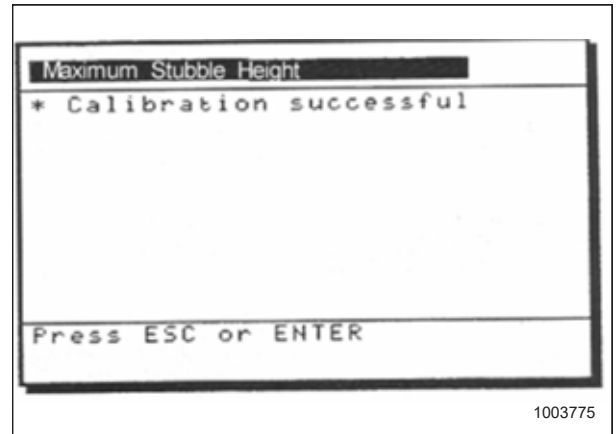 Maximum Stubble Height
* Calibration successful
Press ESC or ENTER
1003775